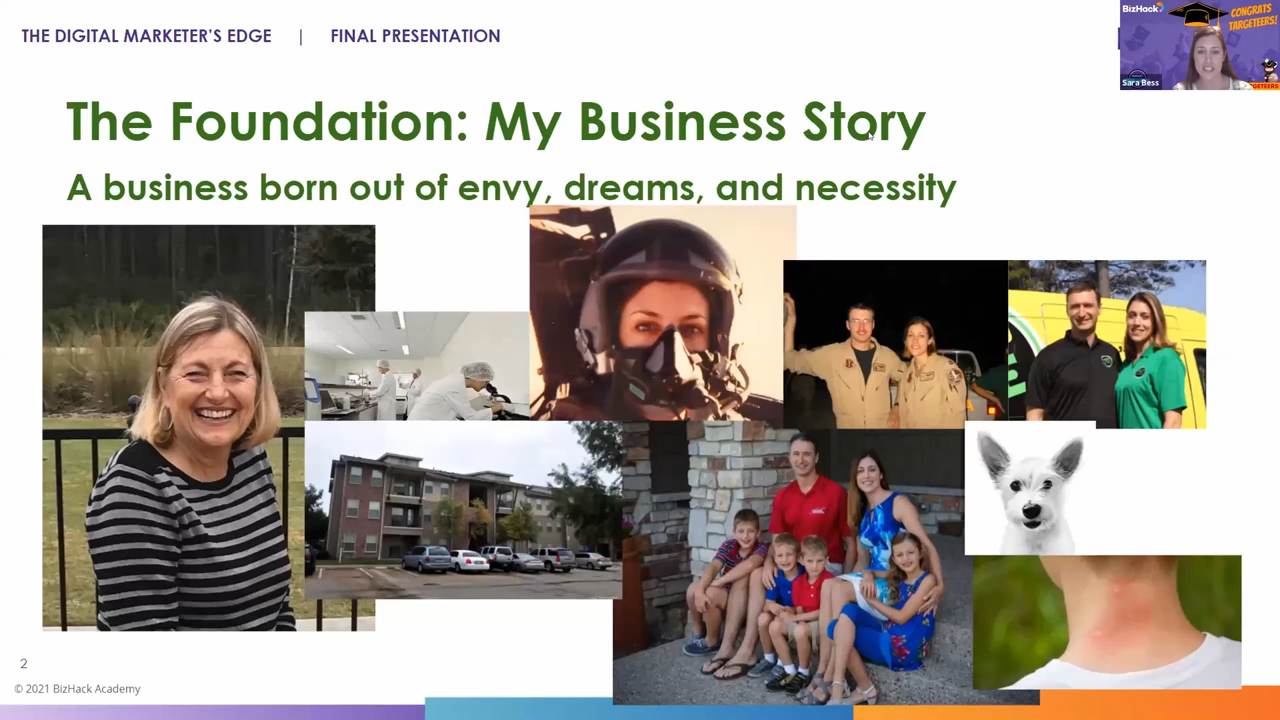 THE DIGITAL MARKETER'S EDGE | FINAL PRESENTATION
BizHack
CONGRATS
TARGETEERS!
Sara Bess
GETEERS
The Foundation: My Business Story
A business born out of envy, dreams, and necessity
2
© 2021 BizHack Academy